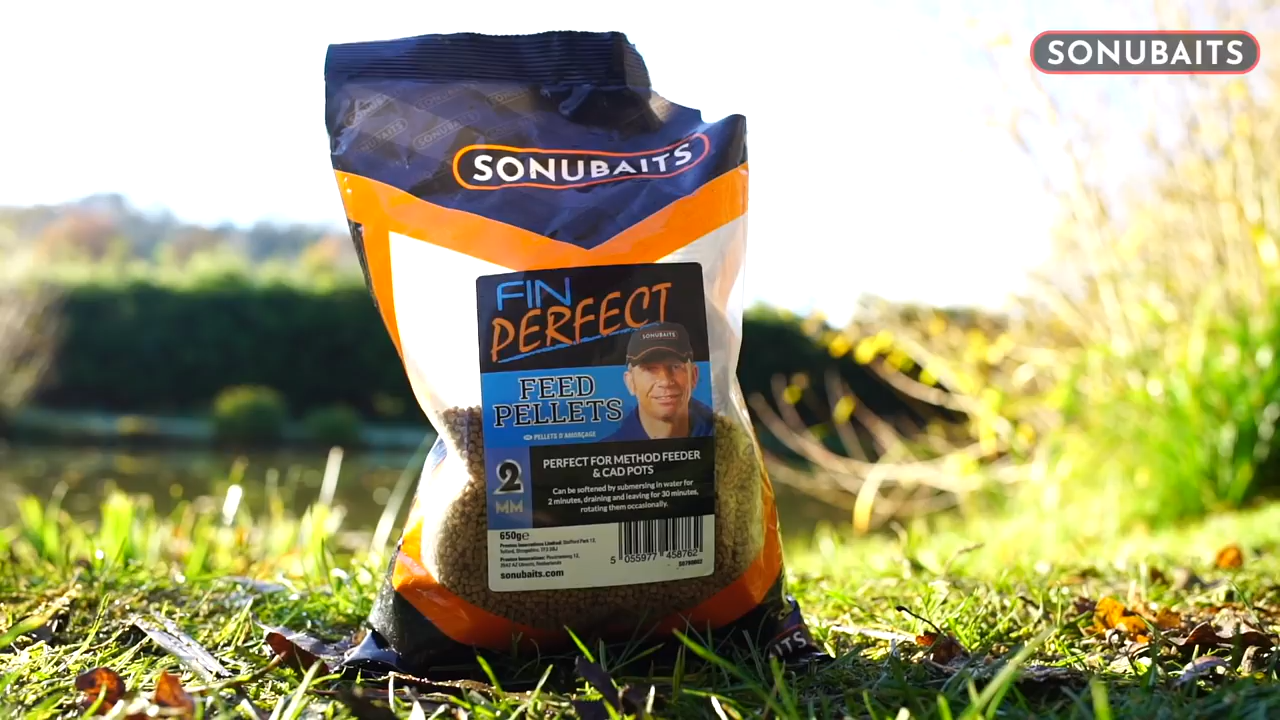 SONUBAITS
SONUBAITS
FIN
PERFECT
SONUBAITS
FEED
PELLETS
PELLETS D'AMORÇAGE
2
MM
PERFECT FOR METHOD FEEDER
& CAD POTS
Can be softened by submersing in water for
2 minutes, draining and leaving for 30 minutes,
rotating them occasionally.
650g℮
5 055977 458762
sonubaits.com
ITS